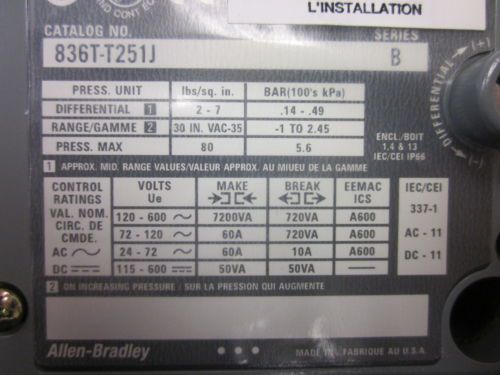 L'INSTALLATION
IND CONT EQ
CATALOG NO. SERIES
836T-T251J B
PRESS. UNIT lbs/sq. in. BAR(100's kPa)
DIFFERENTIAL 1 2 - 7 .14 - .49
RANGE/GAMME 2 30 IN. VAC-35 -1 TO 2.45
PRESS. MAX 80 5.6
ENCL./BOIT
1,4 & 13
IEC/CEI IP66
(-) DIFFERENTIAL (+)
1 APPROX. MID. RANGE VALUES/VALEUR APPROX. AU MIUEU DE LA GAMME
CONTROL RATINGS VAL. NOM. CIRC. DE CMDE.
VOLTS Ue MAKE BREAK EEMAC ICS IEC/CEI
120 - 600 ~ 7200VA 720VA A600 337-1
72 - 120 ~ 60A 720VA A600 AC - 11
AC ~ 24 - 72 ~ 60A 10A A600 DC - 11
DC 115 - 600 50VA 50VA —
2 ON INCREASING PRESSURE / SUR LA PRESSION QUI AUGMENTE
Allen-Bradley MADE IN / FABRIQUE AU U.S.A.